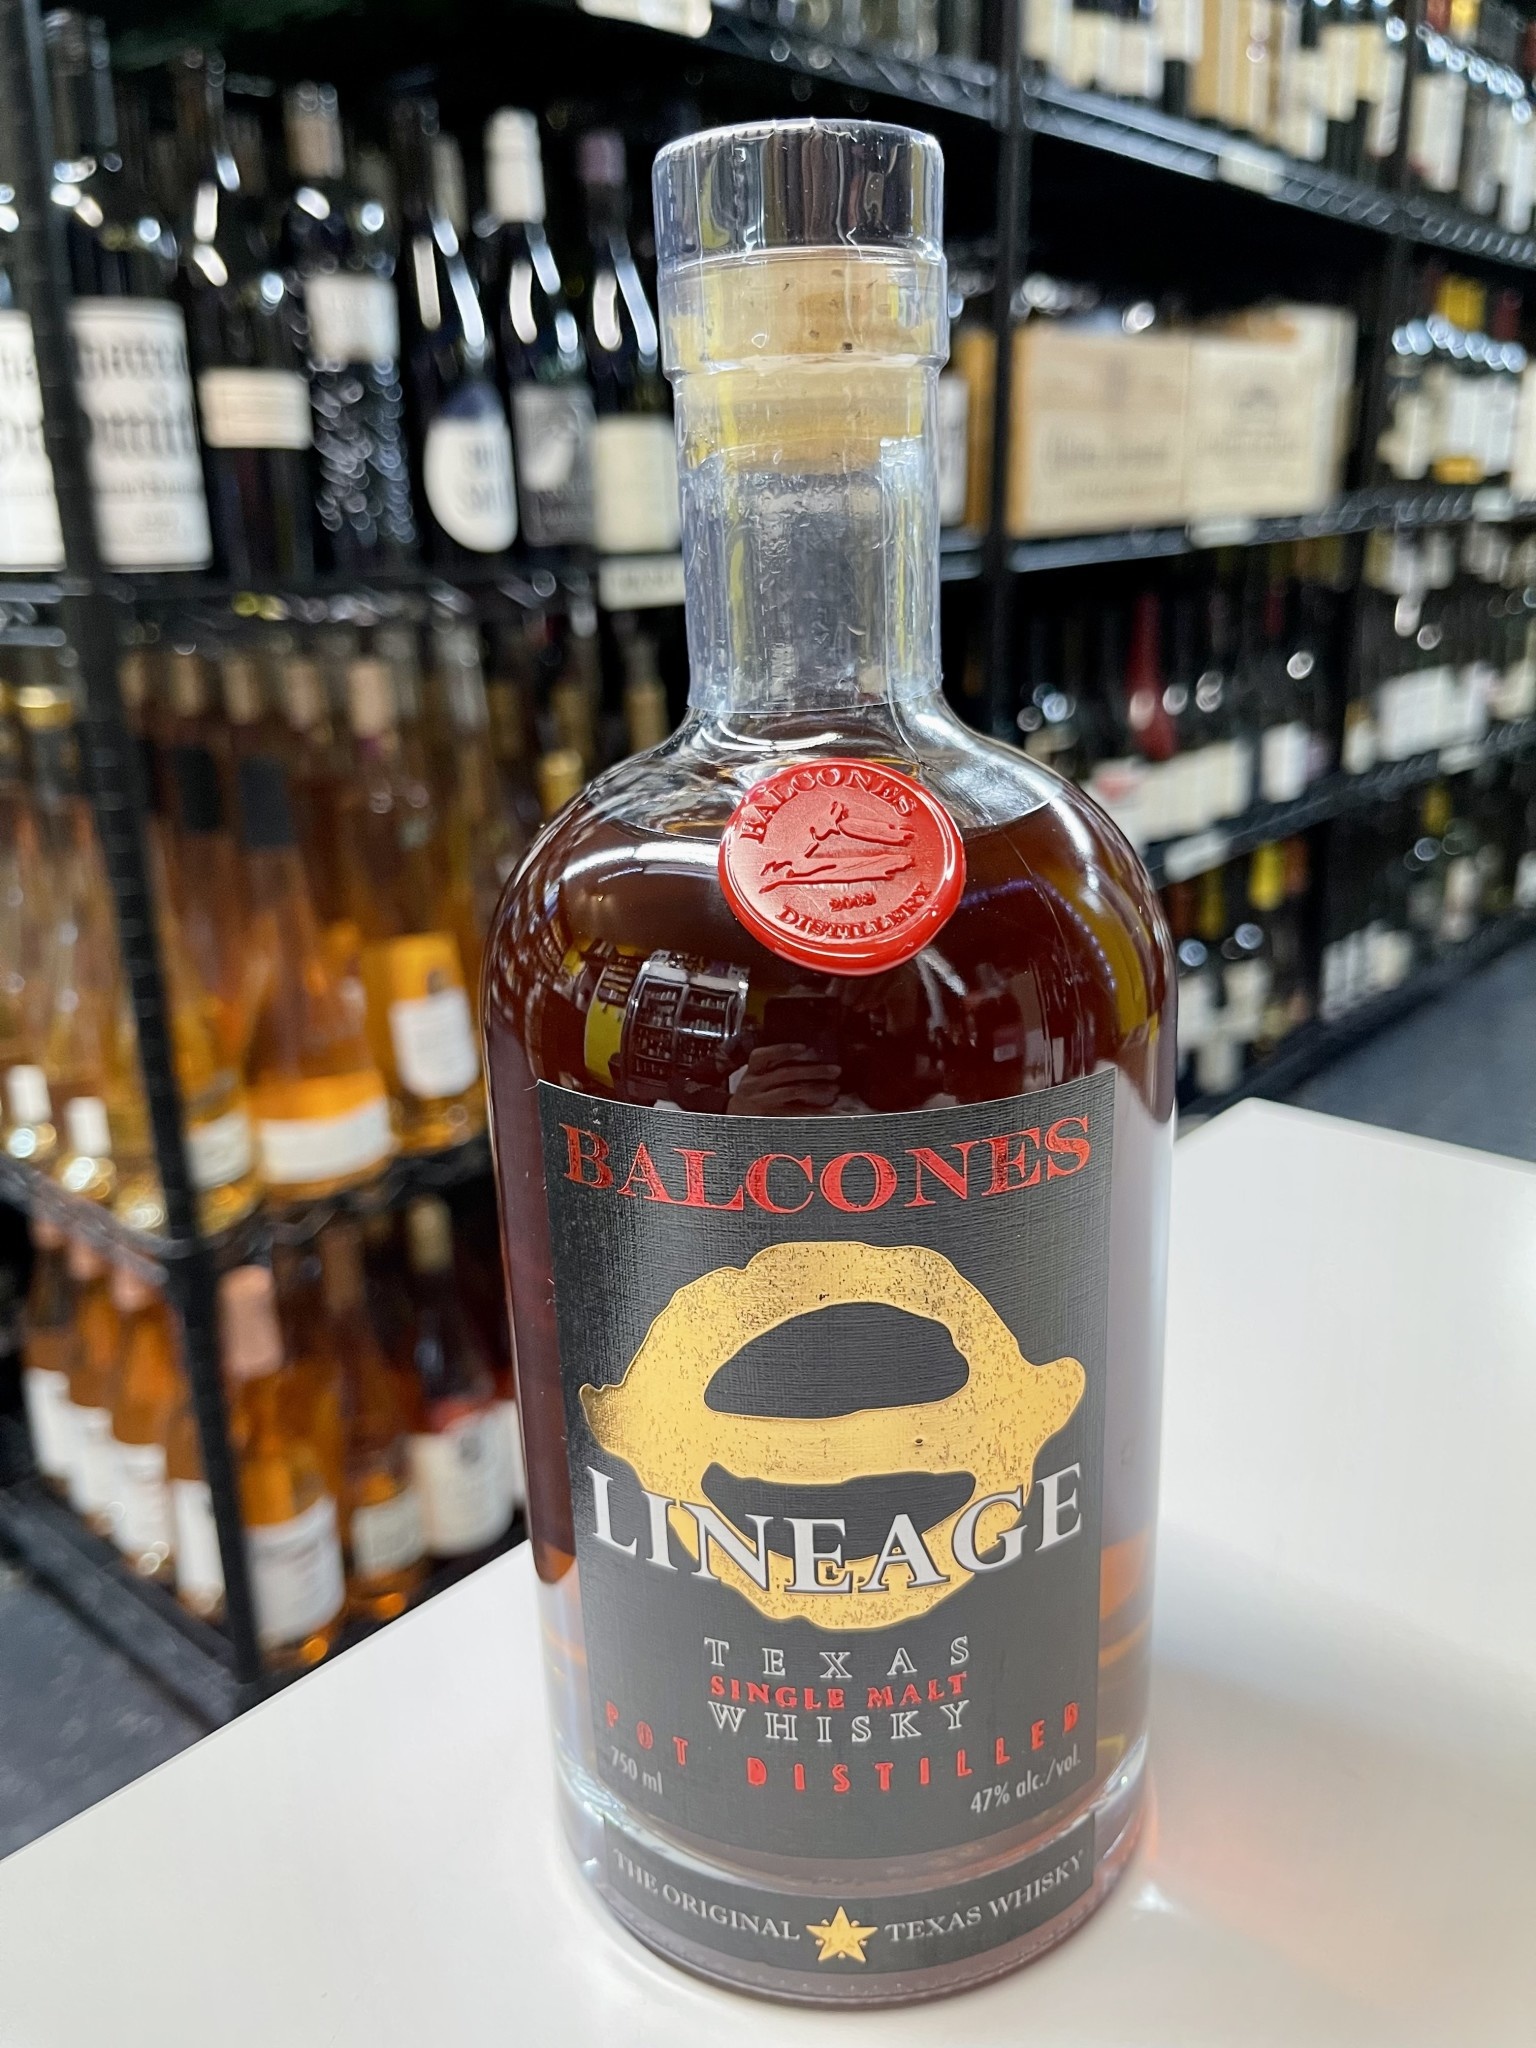 BALCONES
2008
DISTILLERY
BALCONES
LINEAGE
TEXAS
SINGLE MALT
WHISKY
POT DISTILLED
750 ml
47% alc./vol.
THE ORIGINAL TEXAS WHISKY